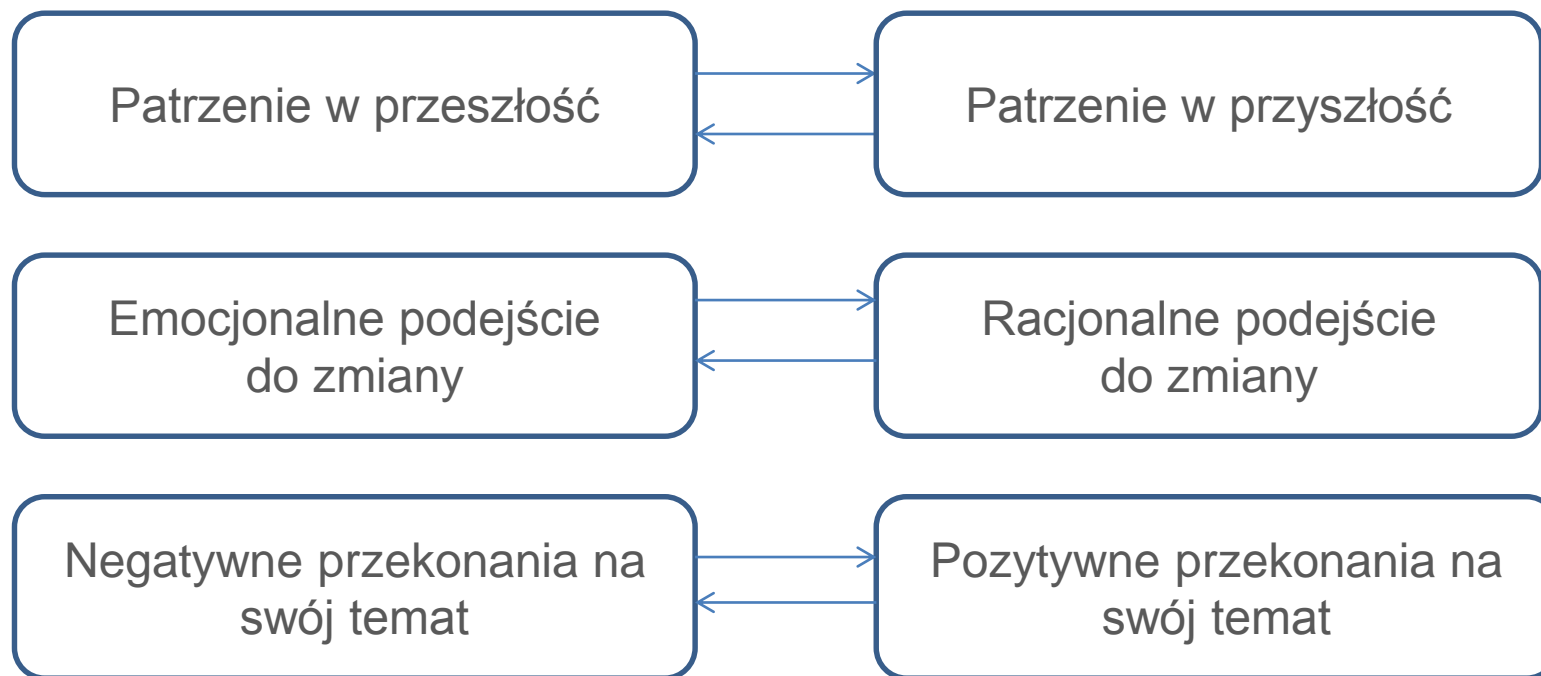 Patrzenie w przeszłość
Patrzenie w przyszłość
Emocjonalne podejście
do zmiany
Racjonalne podejście
do zmiany
Negatywne przekonania na
swój temat
Pozytywne przekonania na
swój temat